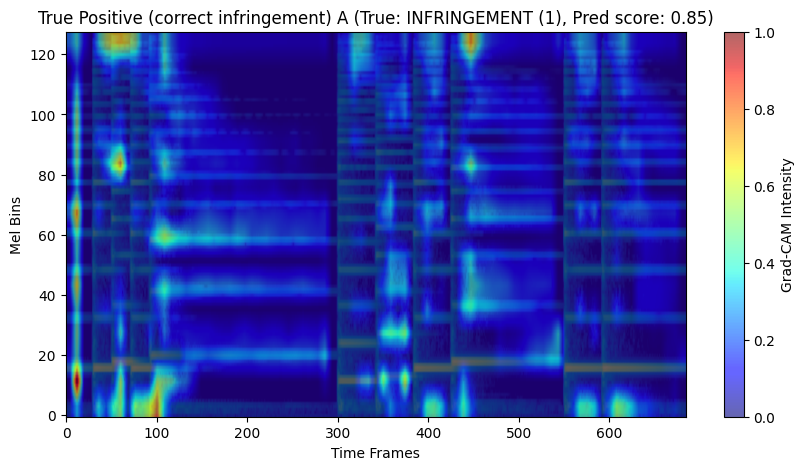 True Positive (correct infringement) A (True: INFRINGEMENT (1), Pred score: 0.85)
120
100
80
60
40
20
0
Mel Bins
0 100 200 300 400 500 600
Time Frames
1.0
0.8
0.6
0.4
0.2
0.0
Grad-CAM Intensity